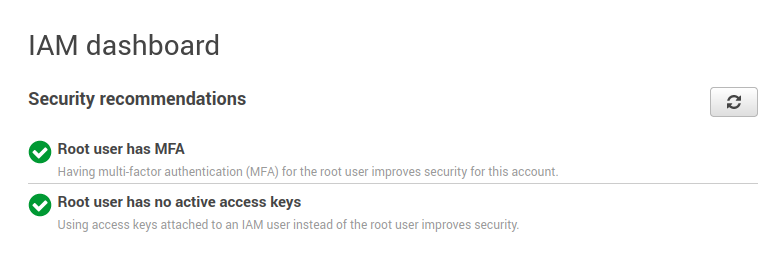 IAM dashboard
Security recommendations
Root user has MFA
Having multi-factor authentication (MFA) for the root user improves security for this account.
Root user has no active access keys
Using access keys attached to an IAM user instead of the root user improves security.